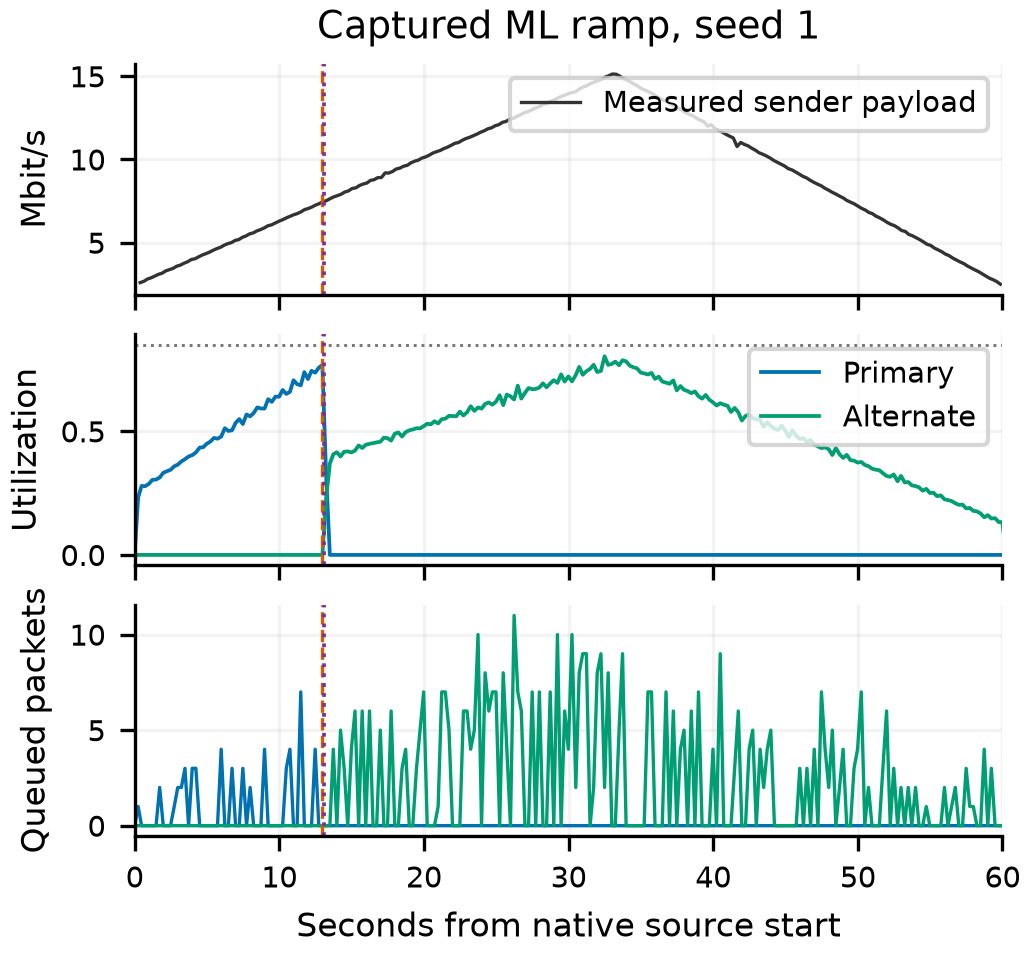 Captured ML ramp, seed 1
15
10
5
Mbit/s
Measured sender payload
0.5
0.0
Utilization
Primary
Alternate
10
5
0
Queued packets
0 10 20 30 40 50 60
Seconds from native source start